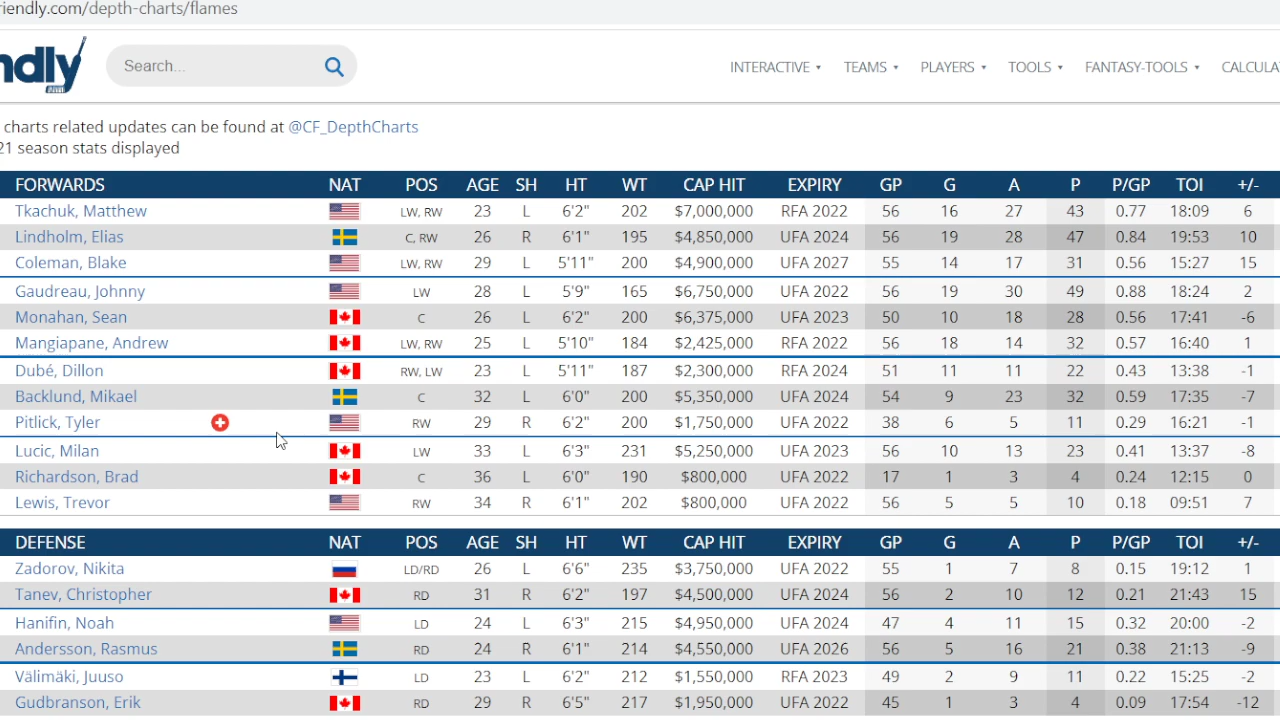 riendly.com/depth-charts/flames
ndly Search... INTERACTIVE TEAMS PLAYERS TOOLS FANTASY-TOOLS CALCULA
charts related updates can be found at @CF_DepthCharts
21 season stats displayed
FORWARDS NAT POS AGE SH HT WT CAP HIT EXPIRY GP G A P P/GP TOI +/-
Tkachuk, Matthew LW, RW 23 L 6'2" 202 $7,000,000 RFA 2022 56 16 27 43 0.77 18:09 6
Lindholm, Elias C, RW 26 R 6'1" 195 $4,850,000 UFA 2024 56 19 28 47 0.84 19:53 10
Coleman, Blake LW, RW 29 L 5'11" 200 $4,900,000 UFA 2027 55 14 17 31 0.56 15:27 15
Gaudreau, Johnny LW 28 L 5'9" 165 $6,750,000 UFA 2022 56 19 30 49 0.88 18:24 2
Monahan, Sean C 26 L 6'2" 200 $6,375,000 UFA 2023 50 10 18 28 0.56 17:41 -6
Mangiapane, Andrew LW, RW 25 L 5'10" 184 $2,425,000 RFA 2022 56 18 14 32 0.57 16:40 1
Dubé, Dillon RW, LW 23 L 5'11" 187 $2,300,000 RFA 2024 51 11 11 22 0.43 13:38 -1
Backlund, Mikael C 32 L 6'0" 200 $5,350,000 UFA 2024 54 9 23 32 0.59 17:35 -7
Pitlick, Tyler RW 29 R 6'2" 200 $1,750,000 UFA 2022 38 6 5 11 0.29 16:21 -1
Lucic, Milan LW 33 L 6'3" 231 $5,250,000 UFA 2023 56 10 13 23 0.41 13:37 -8
Richardson, Brad C 36 L 6'0" 190 $800,000 UFA 2022 17 1 3 4 0.24 12:15 0
Lewis, Trevor RW 34 R 6'1" 202 $800,000 UFA 2022 56 5 5 10 0.18 09:51 7
DEFENSE NAT POS AGE SH HT WT CAP HIT EXPIRY GP G A P P/GP TOI +/-
Zadorov, Nikita LD/RD 26 L 6'6" 235 $3,750,000 UFA 2022 55 1 7 8 0.15 19:12 1
Tanev, Christopher RD 31 R 6'2" 197 $4,500,000 UFA 2024 56 2 10 12 0.21 21:43 15
Hanifin, Noah LD 24 L 6'3" 215 $4,950,000 UFA 2024 47 4 11 15 0.32 20:00 -2
Andersson, Rasmus RD 24 R 6'1" 214 $4,550,000 UFA 2026 56 5 16 21 0.38 21:13 -9
Välimäki, Juuso LD 23 L 6'2" 212 $1,550,000 RFA 2023 49 2 9 11 0.22 15:25 -2
Gudbranson, Erik RD 29 R 6'5" 217 $1,950,000 UFA 2022 45 1 3 4 0.09 17:54 -12